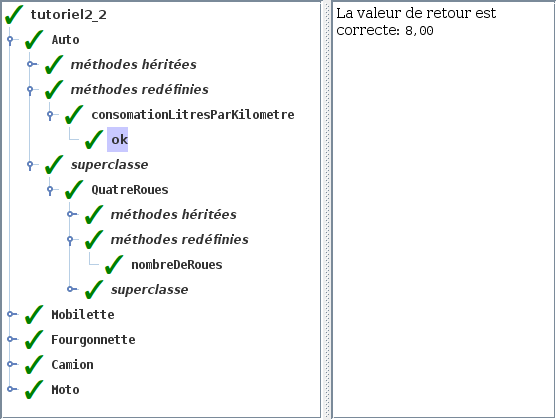 tutoriel2_2
Auto
méthodes héritées
méthodes redéfinies
consomationLitresParKilometre
ok
superclasse
QuatreRoues
méthodes héritées
méthodes redéfinies
nombreDeRoues
superclasse
Mobilette
Fourgonnette
Camion
Moto
La valeur de retour est
correcte: 8,00